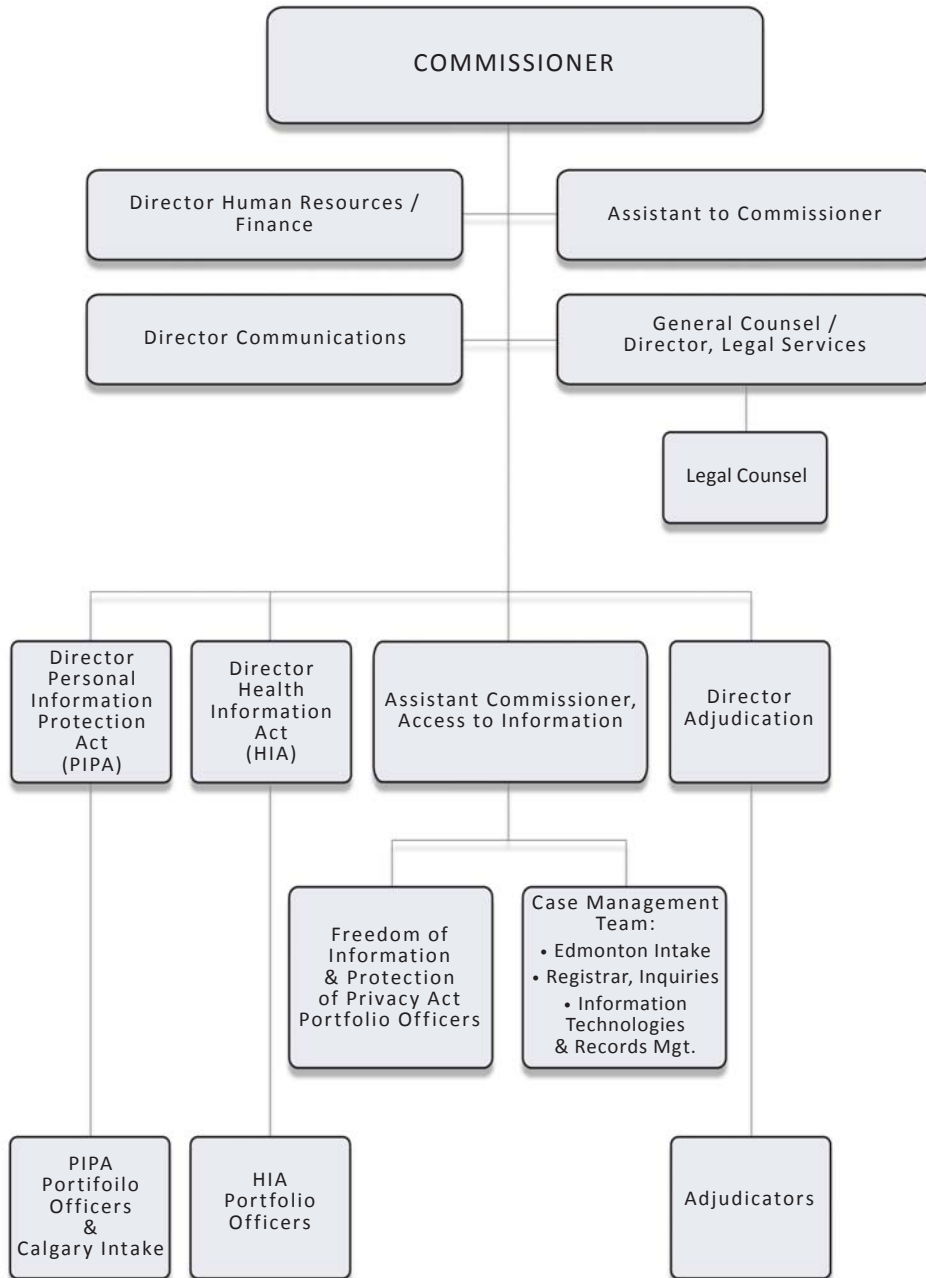 COMMISSIONER
Director Human Resources /
Finance
Assistant to Commissioner
Director Communications
General Counsel /
Director, Legal Services
Legal Counsel
Director
Personal
Information
Protection
Act
(PIPA)
Director
Health
Information
Act
(HIA)
Assistant Commissioner,
Access to Information
Director
Adjudication
Freedom of
Information
& Protection
of Privacy Act
Portfolio Officers
Case Management
Team:
• Edmonton Intake
• Registrar, Inquiries
• Information
Technologies
& Records Mgt.
PIPA
Portifoilo
Officers
&
Calgary Intake
HIA
Portfolio
Officers
Adjudicators